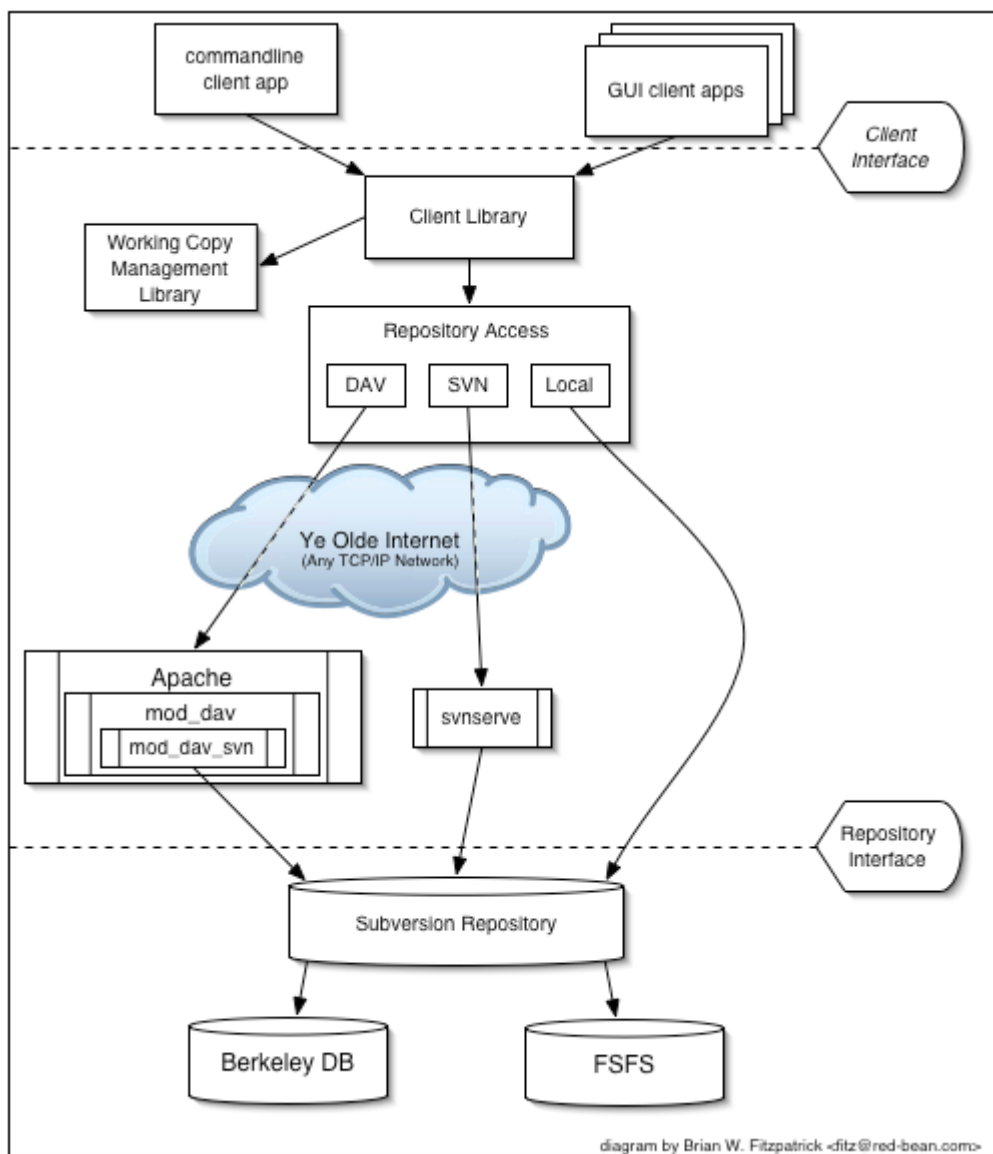 commandline
client app
GUI client apps
Client
Interface
Client Library
Working Copy
Management
Library
Repository Access
DAV
SVN
Local
Ye Olde Internet
(Any TCP/IP Network)
Apache
mod_dav
mod_dav_svn
svnserve
Repository
Interface
Subversion Repository
Berkeley DB
FSFS
diagram by Brian W. Fitzpatrick <fitz@red-bean.com>